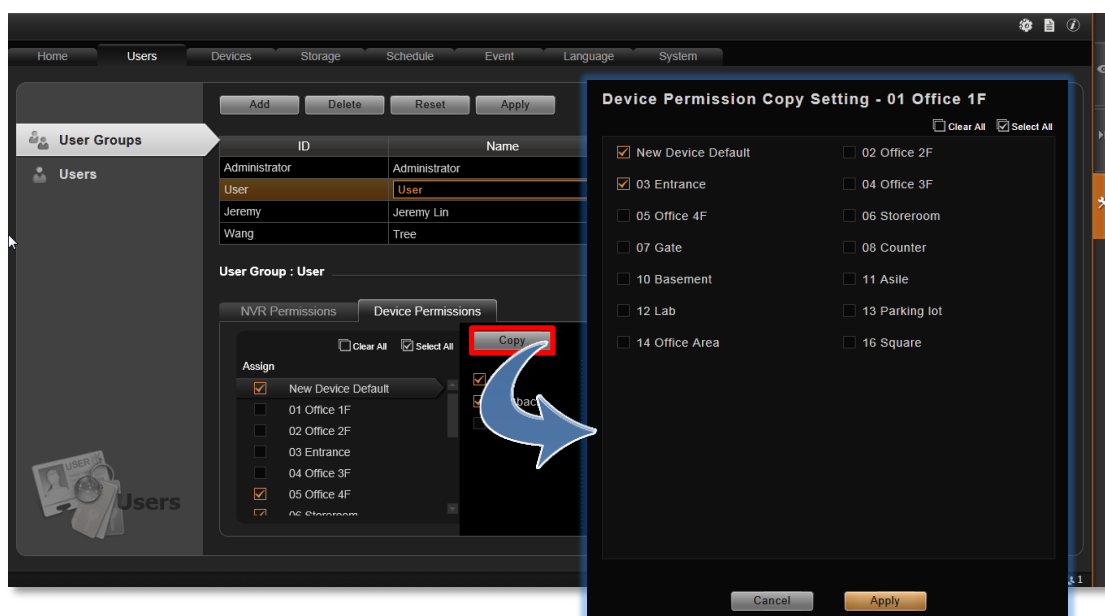 Home Users Devices Storage Schedule Event Language System
Add Delete Reset Apply
User Groups
Users
ID Name
Administrator Administrator
User User
Jeremy Jeremy Lin
Wang Tree
User Group : User
NVR Permissions Device Permissions
Clear All Select All
Copy
Assign
New Device Default
01 Office 1F
02 Office 2F
03 Entrance
04 Office 3F
05 Office 4F
06 Storeroom
USER
Users
Device Permission Copy Setting - 01 Office 1F
Clear All Select All
New Device Default 02 Office 2F
03 Entrance 04 Office 3F
05 Office 4F 06 Storeroom
07 Gate 08 Counter
10 Basement 11 Asile
12 Lab 13 Parking lot
14 Office Area 16 Square
Cancel Apply
1